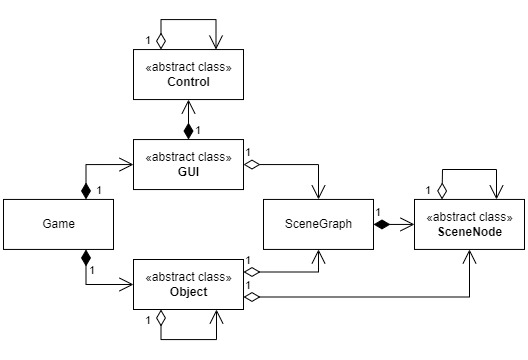 1
«abstract class»
Control
1
«abstract class»
GUI
1
1
Game
1
SceneGraph
1
1
«abstract class»
SceneNode
«abstract class»
Object
1
1
1